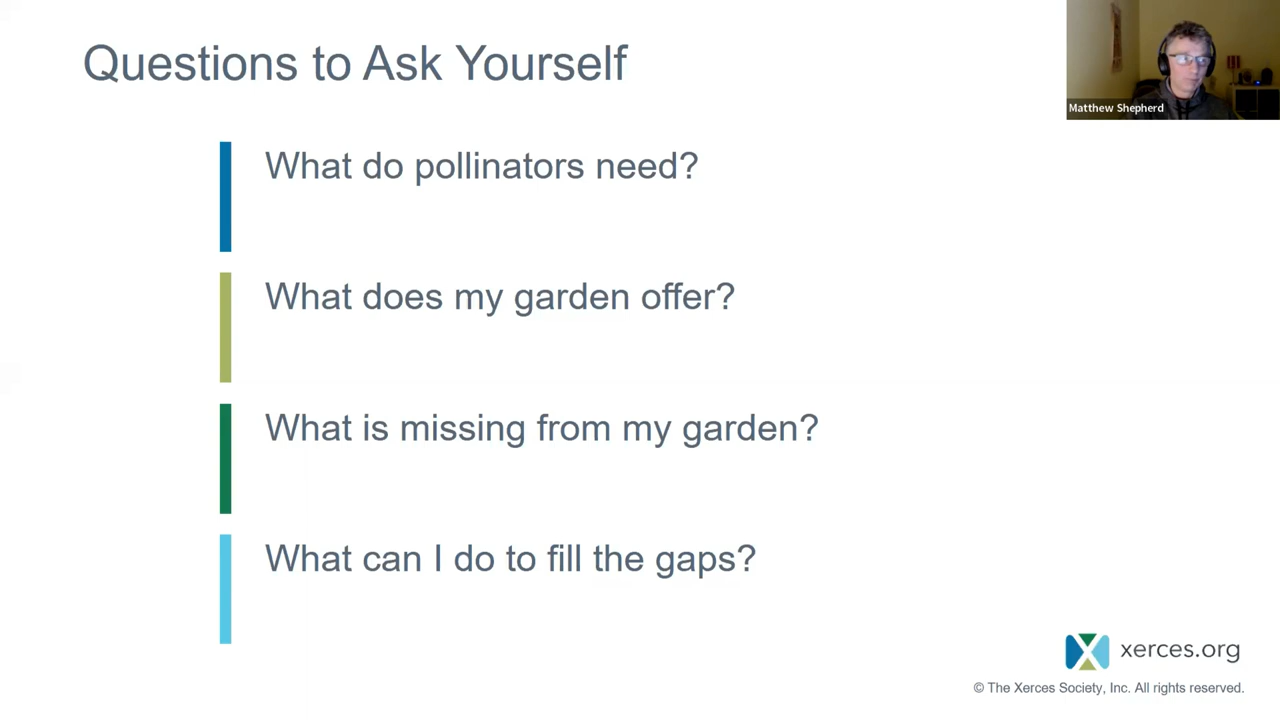 Questions to Ask Yourself
Matthew Shepherd
What do pollinators need?
What does my garden offer?
What is missing from my garden?
What can I do to fill the gaps?
xerces.org
© The Xerces Society, Inc. All rights reserved.